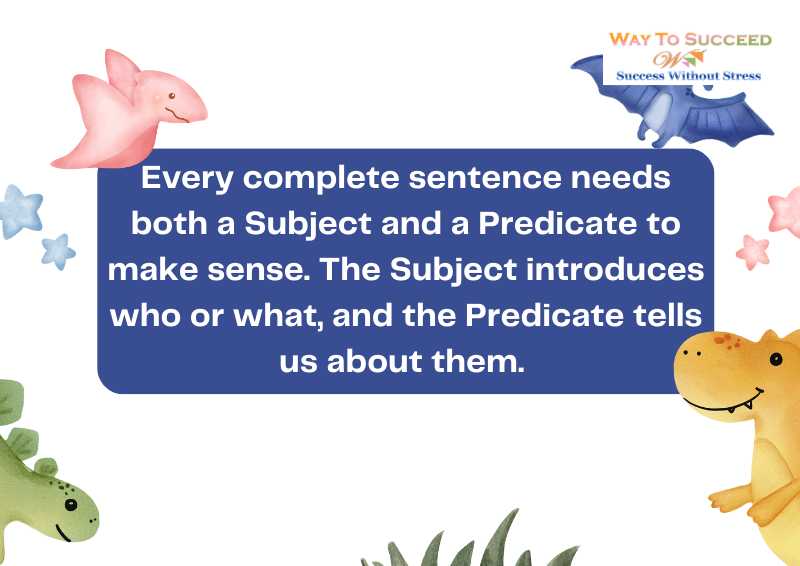 WAY TO SUCCEED
Success Without Stress
Every complete sentence needs
both a Subject and a Predicate to
make sense. The Subject introduces
who or what, and the Predicate tells
us about them.